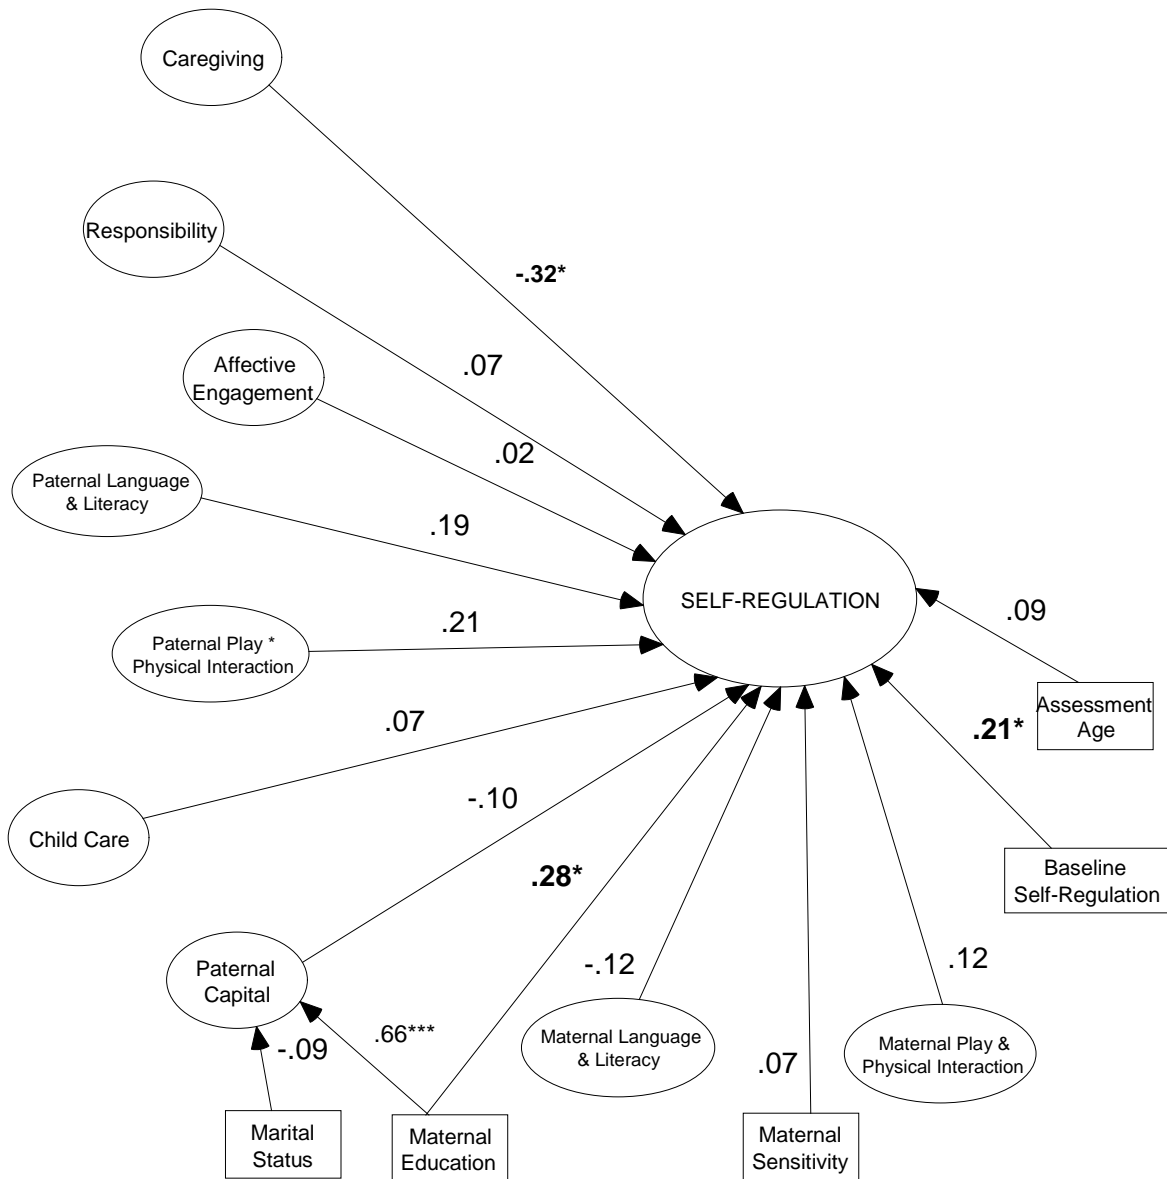 Caregiving
Responsibility
-.32*
Affective
Engagement
.07
.02
Paternal Language
& Literacy
.19
SELF-REGULATION
.09
.21
Paternal Play *
Physical Interaction
Assessment
Age
.21*
.07
-.10
Child Care
Baseline
Self-Regulation
.28*
Paternal
Capital
-.12
.12
.66***
-.09
Maternal Language
& Literacy
.07
Maternal Play &
Physical Interaction
Marital
Status
Maternal
Education
Maternal
Sensitivity